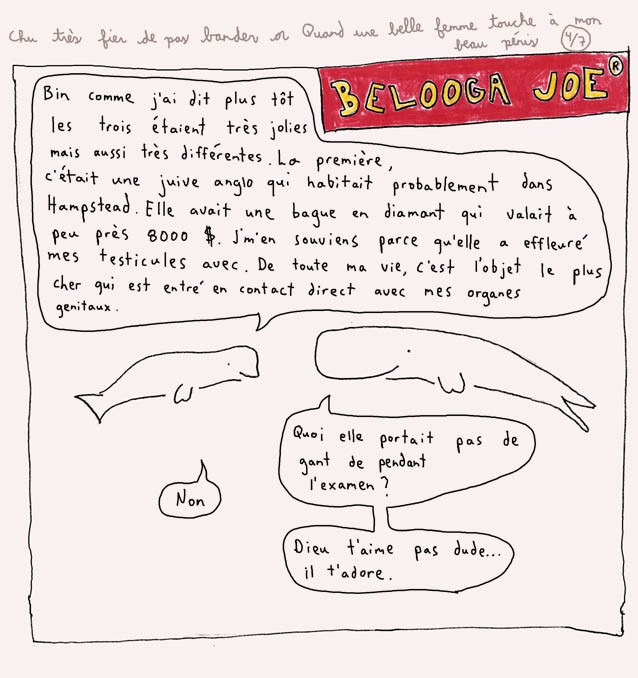 Chu très fier de pas bander or Quand une belle femme touche à mon
beau pénis 4/7
BELOOGA JOE®
Bin comme j'ai dit plus tôt
les trois étaient très jolies
mais aussi très différentes. La première,
c'était une juive anglo qui habitait probablement dans
Hampstead. Elle avait une bague en diamant qui valait à
peu près 8000 $. J'm'en souviens parce qu'elle a effleuré
mes testicules avec. De toute ma vie, c'est l'objet le plus
cher qui est entré en contact direct avec mes organes
genitaux.
Quoi elle portait pas de
gant de pendant
l'examen?
Non
Dieu t'aime pas dude...
il t'adore.